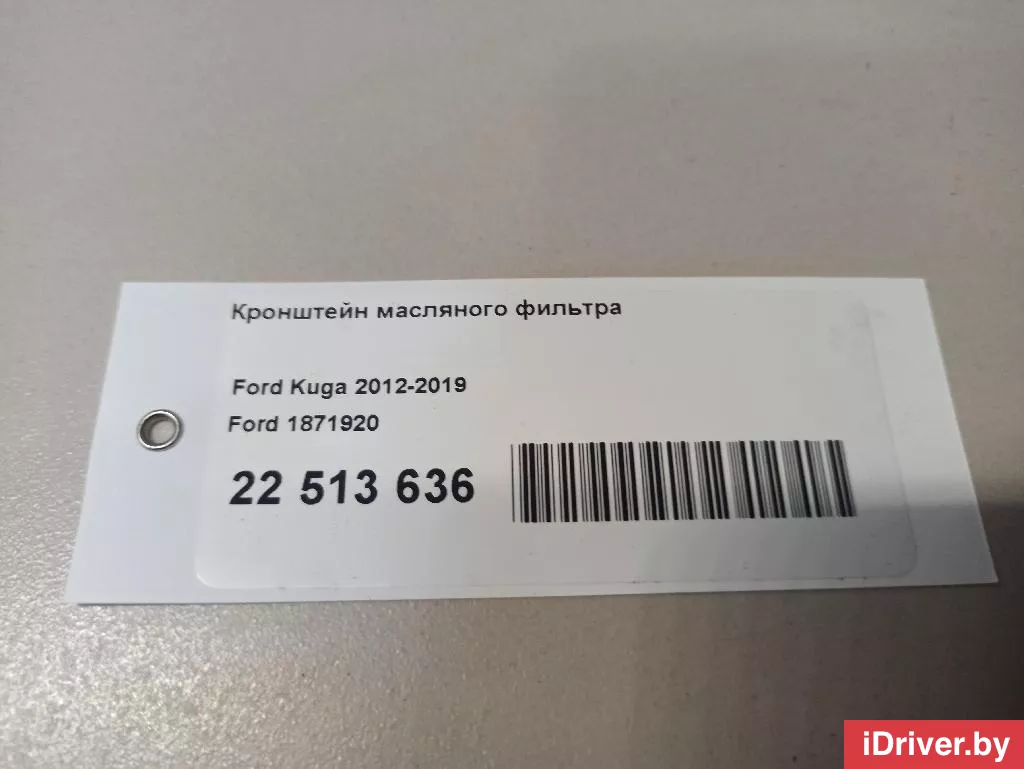 Кронштейн масляного фильтра
Ford Kuga 2012-2019
Ford 1871920
22 513 636
iDriver.by